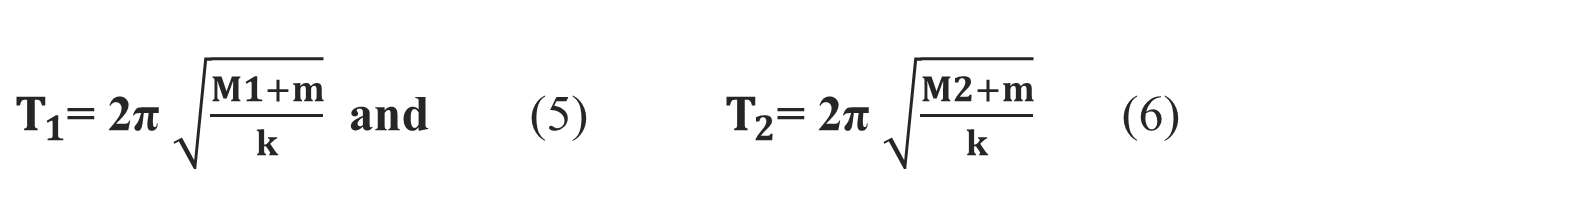 T₁= 2π √((M1+m)/k) and (5) T₂= 2π √((M2+m)/k) (6)